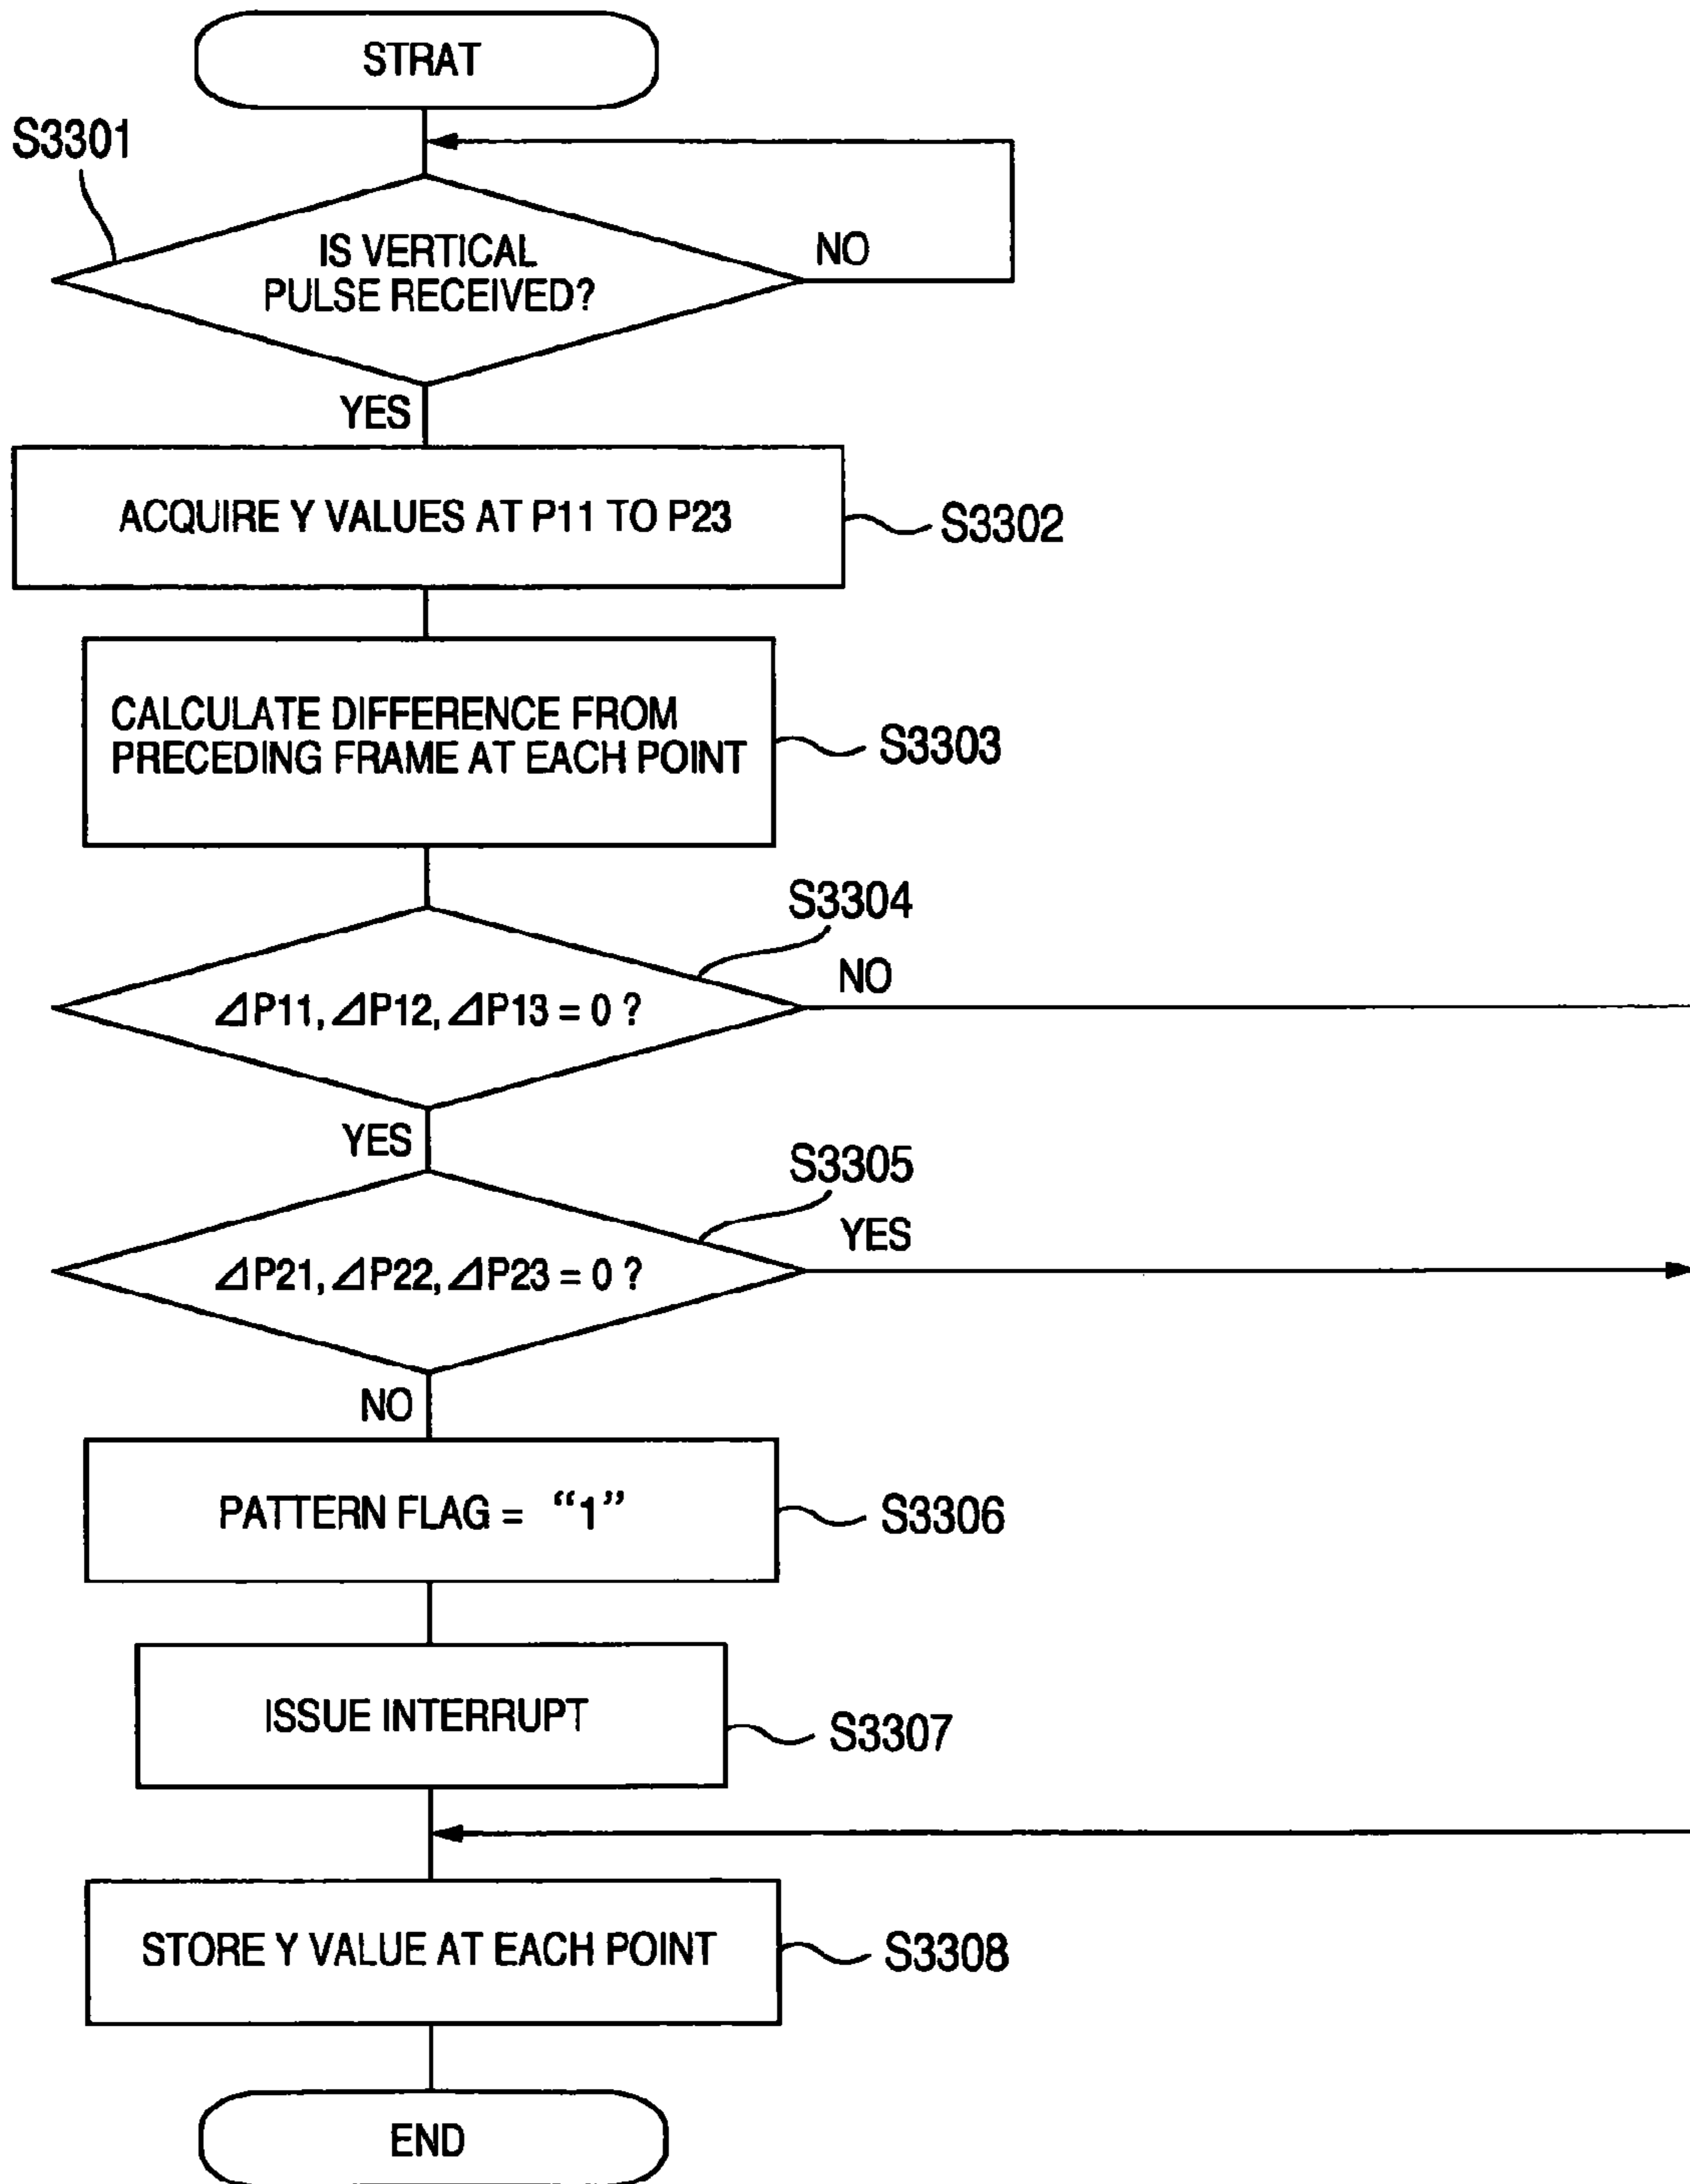 STRAT
S3301
IS VERTICAL
PULSE RECEIVED?
NO
YES
ACQUIRE Y VALUES AT P11 TO P23
S3302
CALCULATE DIFFERENCE FROM
PRECEDING FRAME AT EACH POINT
S3303
S3304
⊿P11, ⊿P12, ⊿P13 = 0 ?
NO
YES
S3305
⊿P21, ⊿P22, ⊿P23 = 0 ?
YES
NO
PATTERN FLAG = “1”
S3306
ISSUE INTERRUPT
S3307
STORE Y VALUE AT EACH POINT
S3308
END